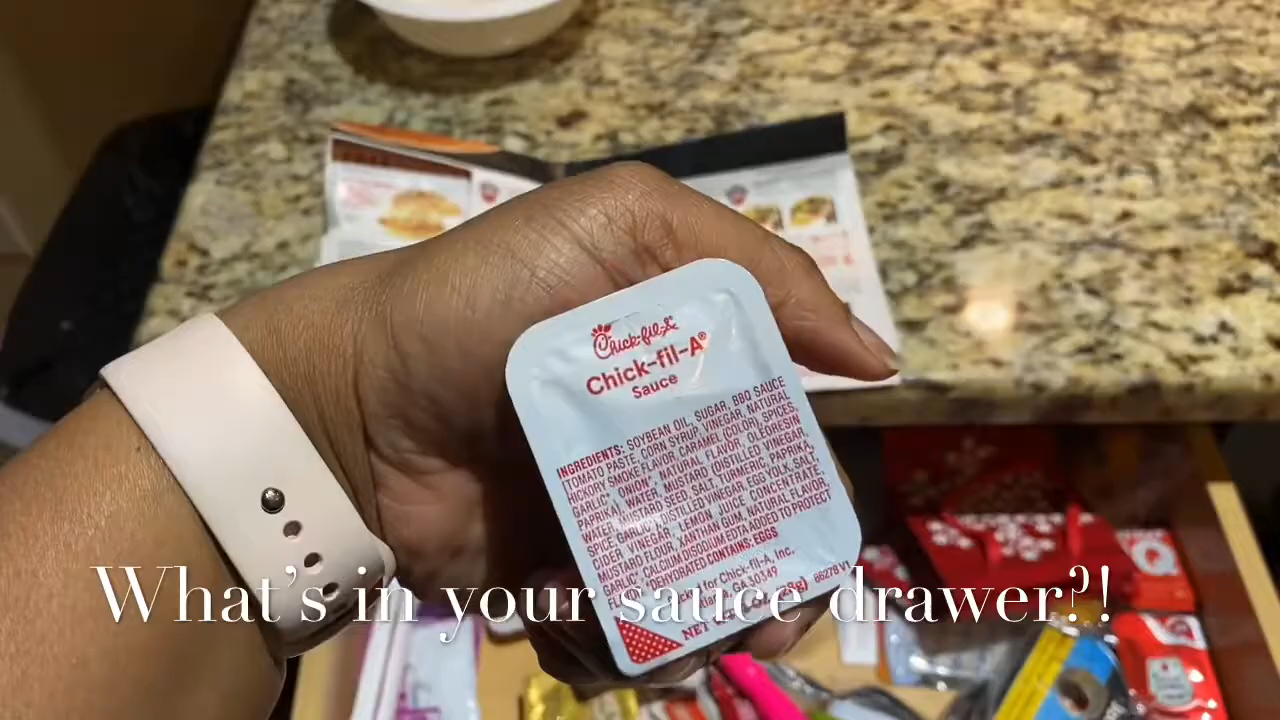 Chick-fil-A
Chick-fil-A®
Sauce
INGREDIENTS: SOYBEAN OIL, SUGAR, BBQ SAUCE
(TOMATO PASTE, CORN SYRUP, VINEGAR, NATURAL
HICKORY SMOKE FLAVOR, CARAMEL COLOR), SPICES,
GARLIC,* ONION,* NATURAL FLAVOR, OLEORESIN
PAPRIKA), WATER, MUSTARD (DISTILLED VINEGAR,
WATER, MUSTARD SEED, SALT, TURMERIC, PAPRIKA,
SPICE, GARLIC*), DISTILLED VINEGAR, EGG YOLK, SALT,
CIDER VINEGAR, LEMON JUICE CONCENTRATE,
MUSTARD FLOUR, XANTHAN GUM, NATURAL FLAVOR,
GARLIC,* CALCIUM DISODIUM EDTA ADDED TO PROTECT
*DEHYDRATED CONTAINS: EGGS
for Chick-fil-A, Inc.
GA 30349
NET WT (28g) 86278 V1
What's in your sauce drawer?!